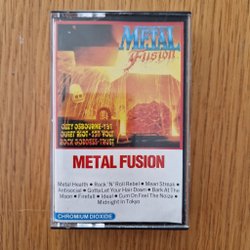 METAL
Fusion
OZZY OSBOURNE·Y&T
QUIET RIOT·
ROCK GODDESS·TRUST
METAL FUSION
Metal Health ● Rock 'N' Roll Rebel ● Mean Streak ●
Antisocial ● Gotta Let Your Hair Down ● Bark At The
Moon ● Firefall ● Ideal ● Cum On Feel The Noize ●
Midnight In Tokyo
CHROMIUM DIOXIDE